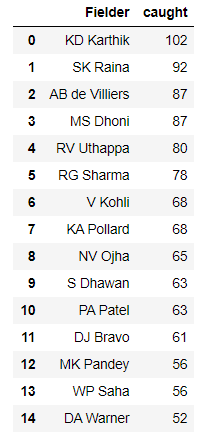 Fielder caught
0 KD Karthik 102
1 SK Raina 92
2 AB de Villiers 87
3 MS Dhoni 87
4 RV Uthappa 80
5 RG Sharma 78
6 V Kohli 68
7 KA Pollard 68
8 NV Ojha 65
9 S Dhawan 63
10 PA Patel 63
11 DJ Bravo 61
12 MK Pandey 56
13 WP Saha 56
14 DA Warner 52